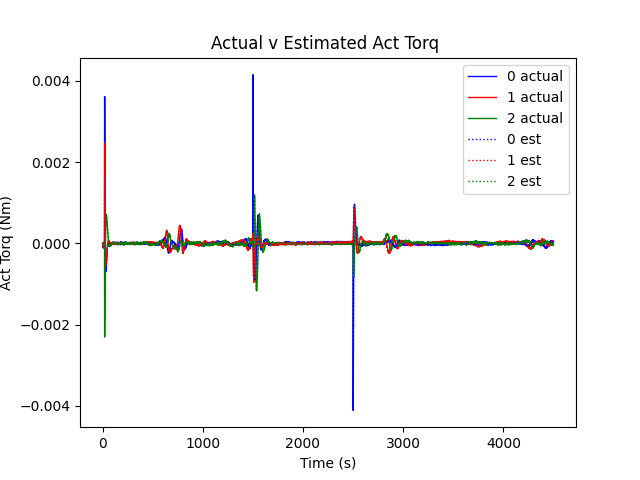 Actual v Estimated Act Torq
0.004
0.002
0.000
−0.002
−0.004
Act Torq (Nm)
0 actual
1 actual
2 actual
0 est
1 est
2 est
0
1000
2000
3000
4000
Time (s)